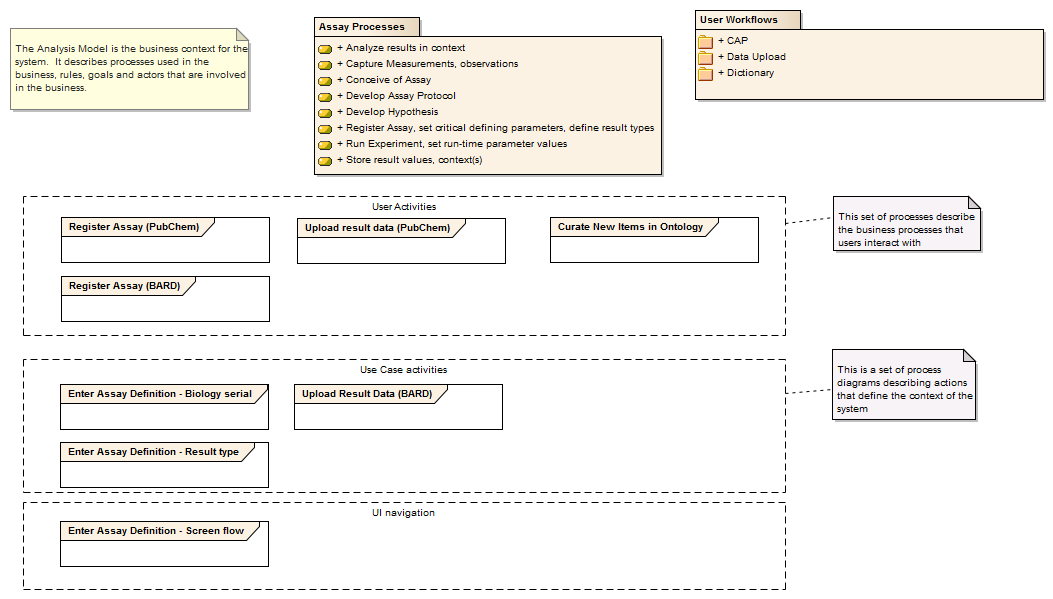 The Analysis Model is the business context for the
system.  It describes processes used in the
business, rules, goals and actors that are involved
in the business.
Assay Processes
+ Analyze results in context
+ Capture Measurements, observations
+ Conceive of Assay
+ Develop Assay Protocol
+ Develop Hypothesis
+ Register Assay, set critical defining parameters, define result types
+ Run Experiment, set run-time parameter values
+ Store result values, context(s)
User Workflows
+ CAP
+ Data Upload
+ Dictionary
User Activities
Register Assay (PubChem)
Upload result data (PubChem)
Curate New Items in Ontology
Register Assay (BARD)
This set of processes describe
the business processes that
users interact with
Use Case activities
Enter Assay Definition - Biology serial
Upload Result Data (BARD)
Enter Assay Definition - Result type
This is a set of process
diagrams describing actions
that define the context of the
system
UI navigation
Enter Assay Definition - Screen flow